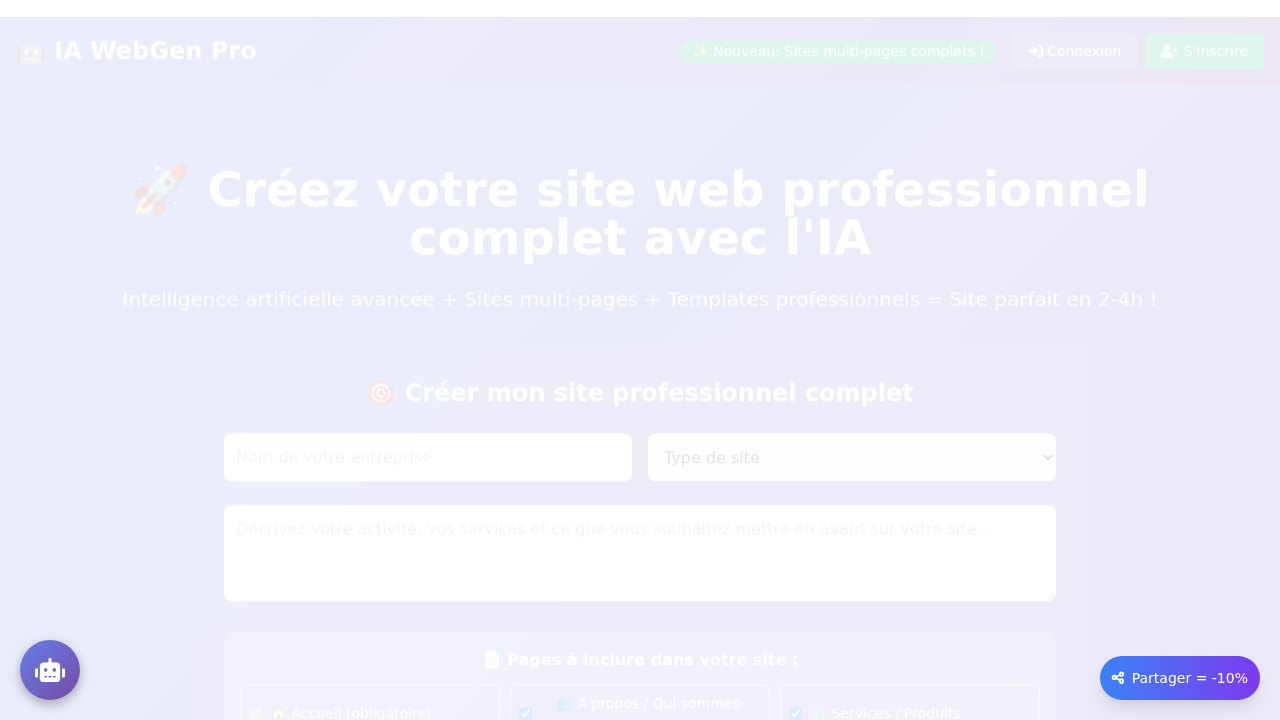 🤖 IA WebGen Pro
✨ Nouveau: Sites multi-pages complets !
Connexion
S'inscrire
🚀 Créez votre site web professionnel
complet avec l'IA
Intelligence artificielle avancée + Sites multi-pages + Templates professionnels = Site parfait en 2-4h !
🎯 Créer mon site professionnel complet
Nom de votre entreprise
Type de site
Décrivez votre activité, vos services et ce que vous souhaitez mettre en avant sur votre site...
Pages à inclure dans votre site :
🏠 Accueil (obligatoire)
👥 À propos / Qui sommes-
Services / Produits
Partager = -10%